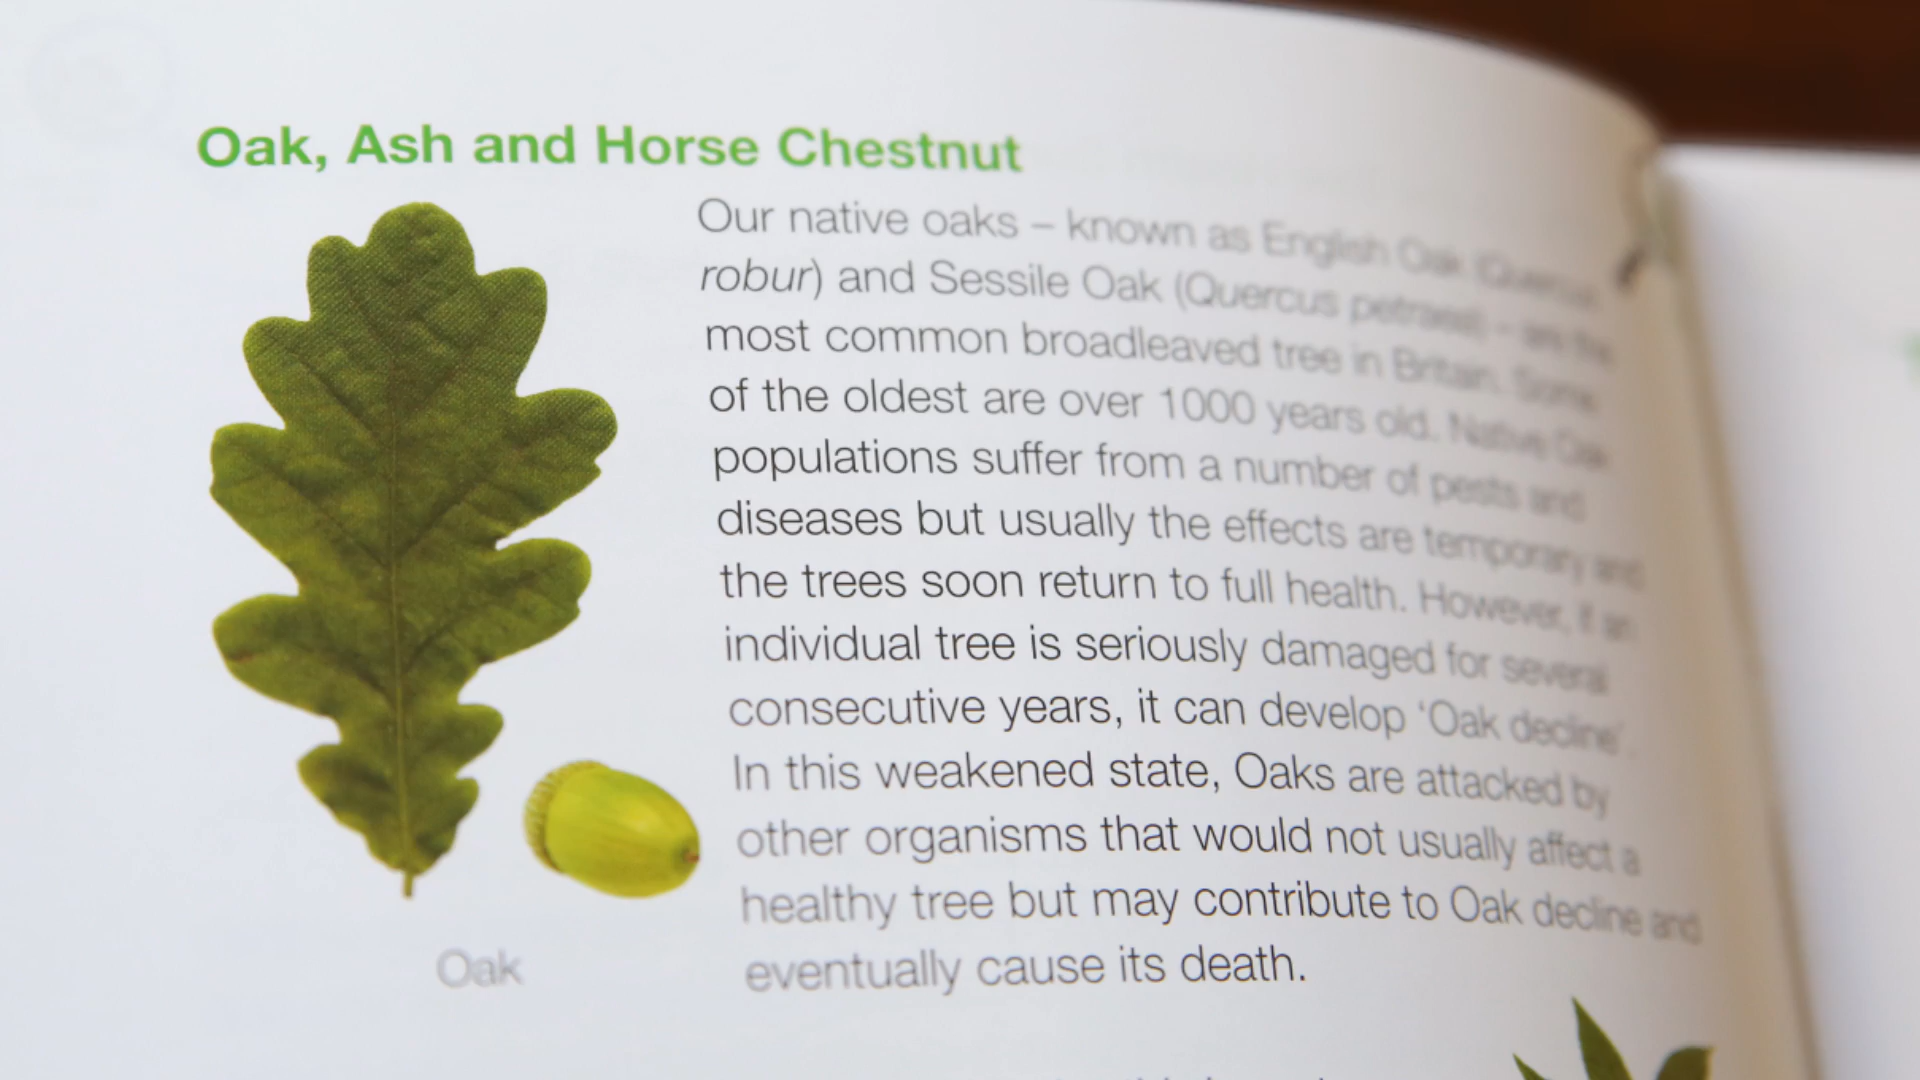 Oak, Ash and Horse Chestnut
Our native oaks – known as English Oak (Quercus
robur) and Sessile Oak (Quercus petraea) – are the
most common broadleaved tree in Britain. Some
of the oldest are over 1000 years old. Native Oak
populations suffer from a number of pests and
diseases but usually the effects are temporary and
the trees soon return to full health. However, if an
individual tree is seriously damaged for several
consecutive years, it can develop ‘Oak decline’.
In this weakened state, Oaks are attacked by
other organisms that would not usually affect a
healthy tree but may contribute to Oak decline and
eventually cause its death.
Oak